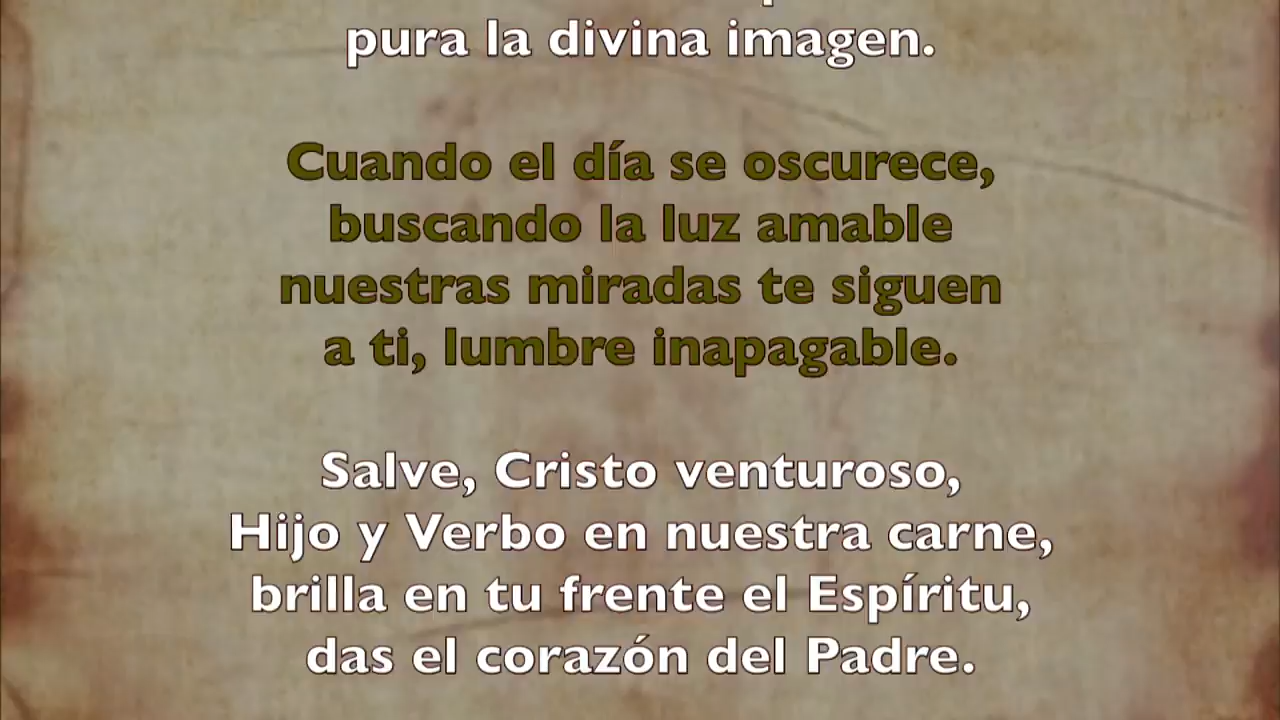 pura la divina imagen.
Cuando el día se oscurece,
buscando la luz amable
nuestras miradas te siguen
a ti, lumbre inapagable.
Salve, Cristo venturoso,
Hijo y Verbo en nuestra carne,
brilla en tu frente el Espíritu,
das el corazón del Padre.